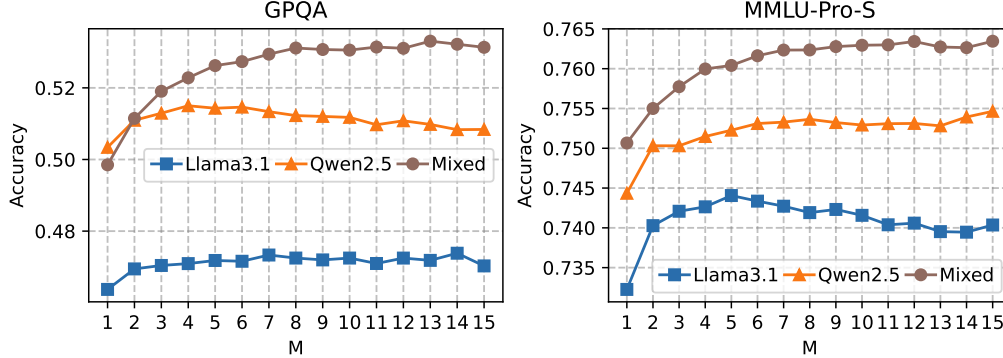 GPQA
Accuracy
0.52
0.50
0.48
Llama3.1 Qwen2.5 Mixed
1 2 3 4 5 6 7 8 9 10 11 12 13 14 15
M
MMLU-Pro-S
Accuracy
0.765
0.760
0.755
0.750
0.745
0.740
0.735
Llama3.1 Qwen2.5 Mixed
1 2 3 4 5 6 7 8 9 10 11 12 13 14 15
M